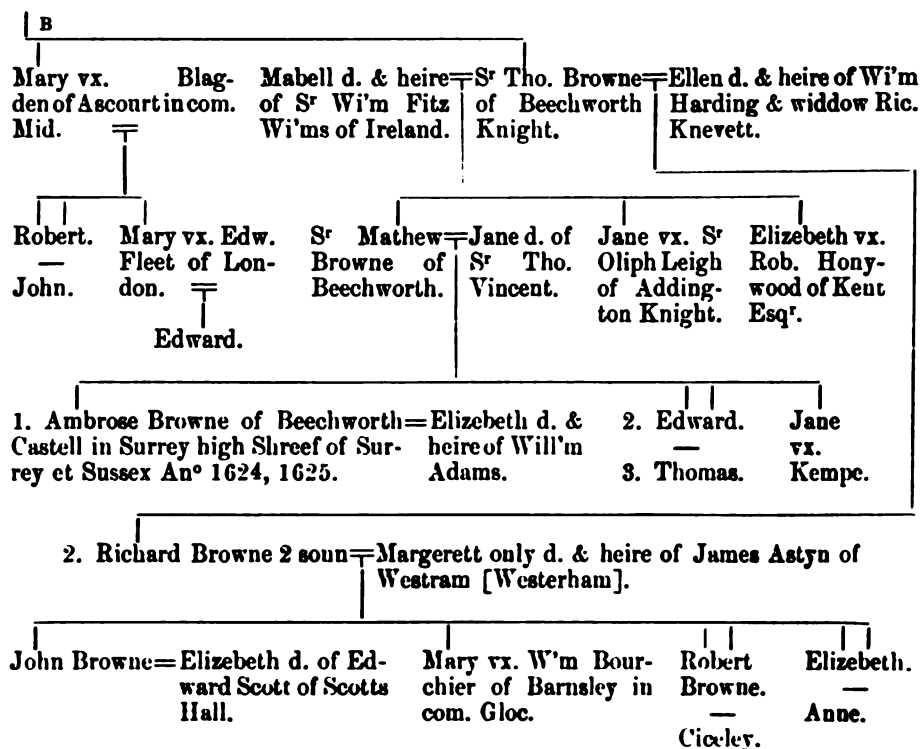 B
Mary vx. Blag-
den of Ascourt in com.
Mid.
Mabell d. & heire
of Sr Wi'm Fitz
Wi'ms of Ireland.
Sr Tho. Browne
of Beechworth
Knight.
Ellen d. & heire of Wi'm
Harding & widdow Ric.
Knevett.
Robert.
—
John.
Mary vx. Edw.
Fleet of Lon-
don.
Edward.
Sr Mathew
Browne of
Beechworth.
Jane d. of
Sr Tho.
Vincent.
Jane vx. Sr
Oliph Leigh
of Adding-
ton Knight.
Elizebeth vx.
Rob. Hony-
wood of Kent
Esqr.
1. Ambrose Browne of Beechworth
Castell in Surrey high Shreef of Sur-
rey et Sussex Ano 1624, 1625.
Elizebeth d. &
heire of Will'm
Adams.
2. Edward.
—
3. Thomas.
Jane
vx.
Kempe.
2. Richard Browne 2 soun
Margerett only d. & heire of James Astyn of
Westram [Westerham].
John Browne
Elizebeth d. of Ed-
ward Scott of Scotts
Hall.
Mary vx. W'm Bour-
chier of Barnsley in
com. Gloc.
Robert
Browne.
—
Ciceley.
Elizebeth.
—
Anne.